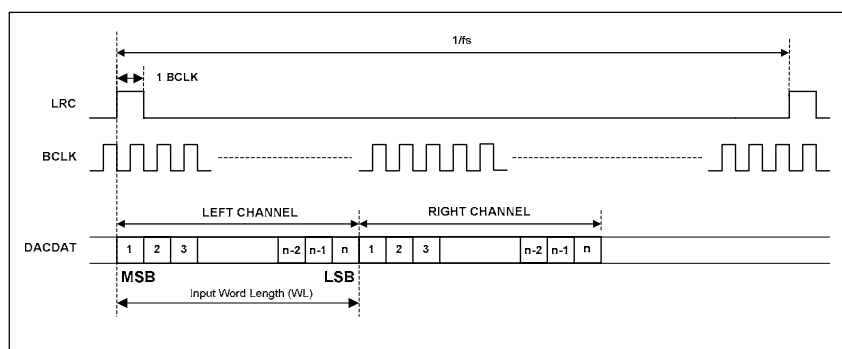 1/fs
1 BCLK
LRC
BCLK
LEFT CHANNEL RIGHT CHANNEL
DACDAT 1 2 3 n-2 n-1 n 1 2 3 n-2 n-1 n
MSB LSB
Input Word Length (WL)